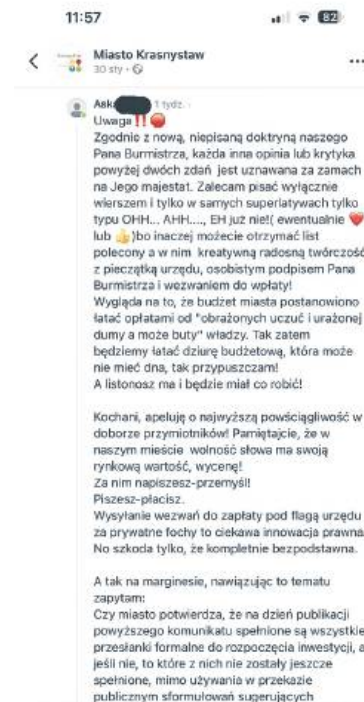 11:57
82
Miasto Krasnystaw
30 sty ·
Aska 1 tydz.
Uwaga‼️🔴
Zgodnie z nową, niepisaną doktryną naszego
Pana Burmistrza, każda inna opinia lub krytyka
powyżej dwóch zdań jest uznawana za zamach
na Jego majestat. Zalecam pisać wyłącznie
wierszem i tylko w samych superlatywach tylko
typu OHH... AHH...., EH już nie!( ewentualnie ❤️
lub 👍)bo inaczej możecie otrzymać list
polecony a w nim kreatywną radosną twórczość
z pieczątką urzędu, osobistym podpisem Pana
Burmistrza i wezwaniem do wpłaty!
Wygląda na to, że budżet miasta postanowiono
łatać opłatami od "obrażonych uczuć i urażonej
dumy a może buty" władzy. Tak zatem
będziemy łatać dziurę budżetową, która może
nie mieć dna, tak przypuszczam!
A listonosz ma i będzie miał co robić!
Kochani, apeluję o najwyższą powściągliwość w
doborze przymiotników! Pamiętajcie, że w
naszym mieście wolność słowa ma swoją
rynkową wartość, wycenę!
Za nim napiszesz-przemyśl!
Piszesz-płacisz.
Wysyłanie wezwań do zapłaty pod flagą urzędu
za prywatne fochy to ciekawa innowacja prawna.
No szkoda tylko, że kompletnie bezpodstawna.
A tak na marginesie, nawiązując to tematu
zapytam:
Czy miasto potwierdza, że na dzień publikacji
powyższego komunikatu spełnione są wszystkie
przesłanki formalne do rozpoczęcia inwestycji, a
jeśli nie, to które z nich nie zostały jeszcze
spełnione, mimo używania w przekazie
publicznym sformułowań sugerujących